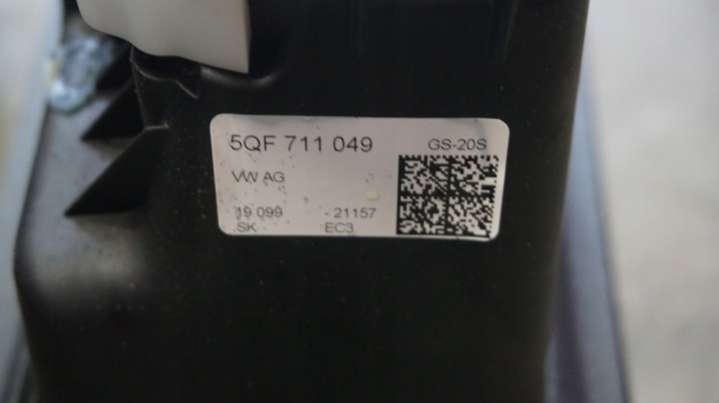 5QF 711 049 GS-20S
VW AG
19 099 - 21157
SK EC3